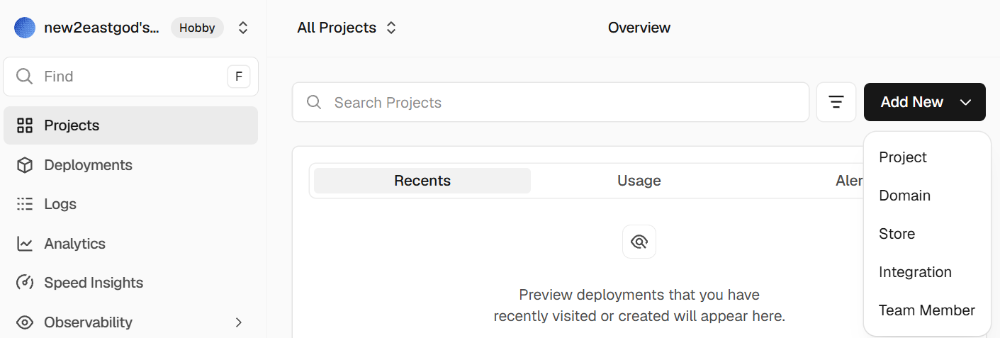 new2eastgod's... Hobby
All Projects
Overview
Find F
Search Projects
Add New
Projects
Deployments
Logs
Analytics
Speed Insights
Observability
Recents
Usage
Aler
Project
Domain
Store
Integration
Team Member
Preview deployments that you have
recently visited or created will appear here.